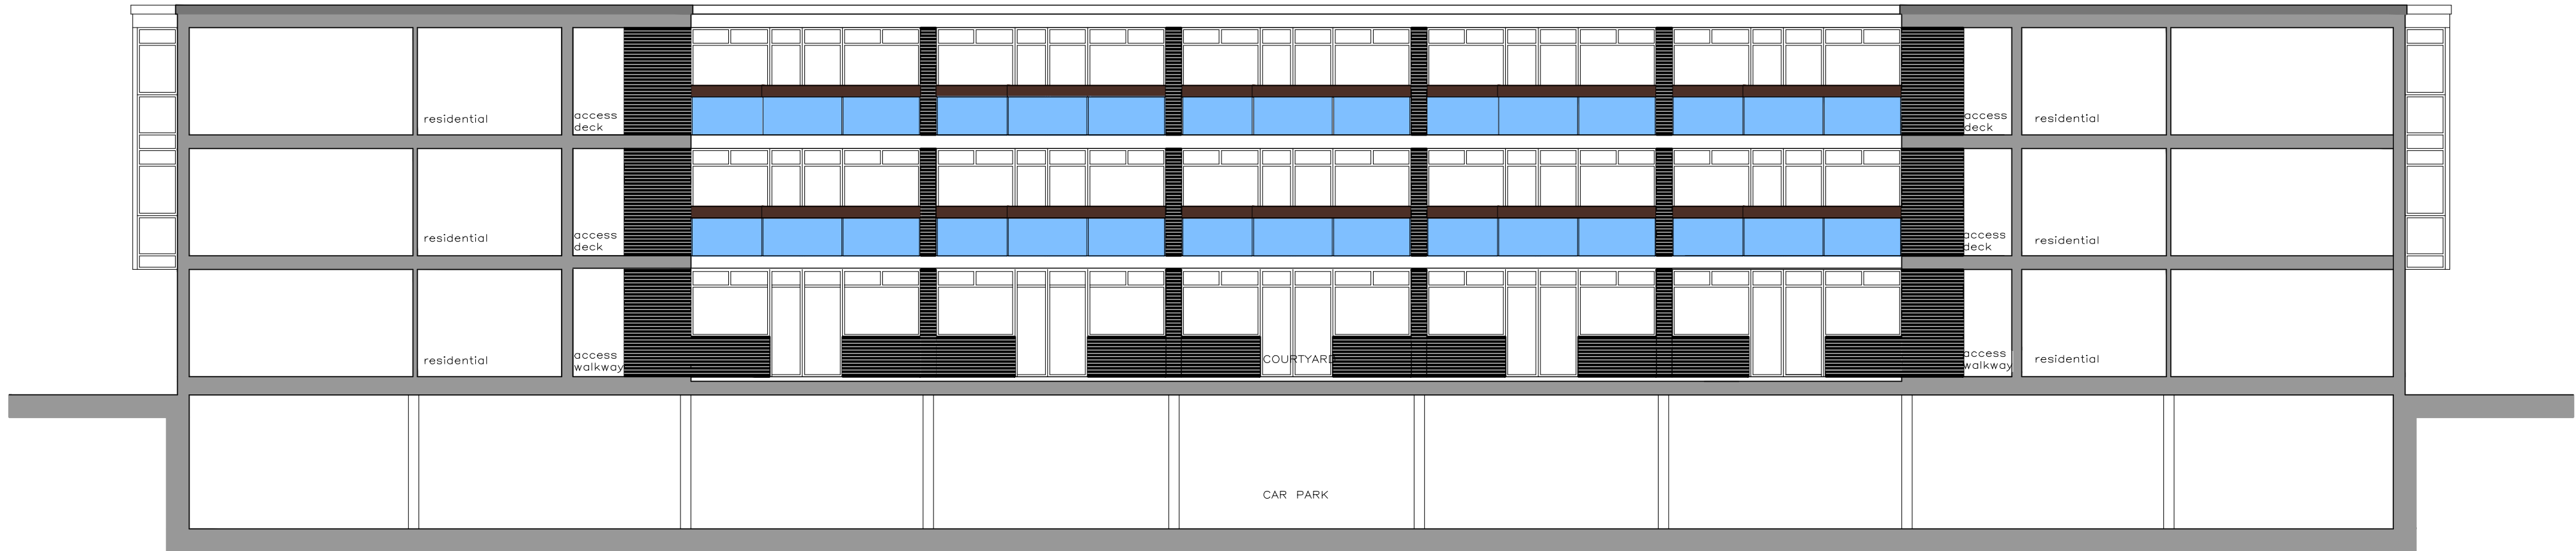 residential
access
deck
access
deck
residential
residential
access
deck
access
deck
residential
residential
access
walkway
COURTYARD
access
walkway
residential
CAR PARK